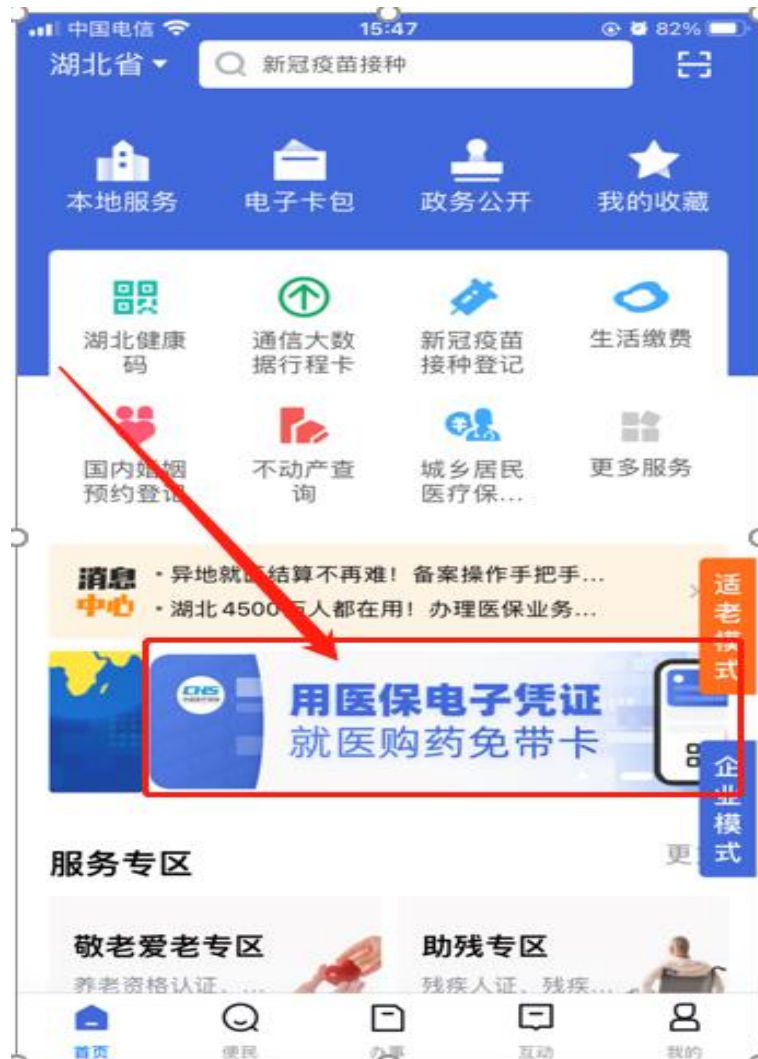 中国电信 15:47 82%
湖北省 新冠疫苗接种
本地服务 电子卡包 政务公开 我的收藏
湖北健康码 通信大数据行程卡 新冠疫苗接种登记 生活缴费
国内婚姻预约登记 不动产查询 城乡居民医疗保... 更多服务
消息 · 异地就医结算不再难！备案操作手把手...
中心 · 湖北4500万人都在用！办理医保业务...
适老模式
CHS
用医保电子凭证
就医购药免带卡
企业模式
服务专区
敬老爱老专区 助残专区
养老资格认证、... 残疾人证、残疾...
首页 便民 办事 互动 我的